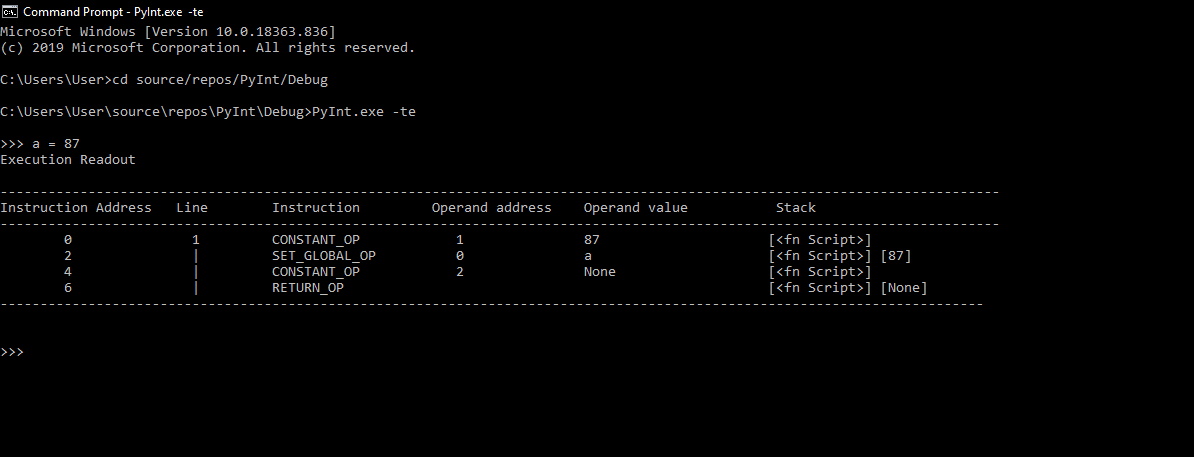 Command Prompt - PyInt.exe -te
Microsoft Windows [Version 10.0.18363.836]
(c) 2019 Microsoft Corporation. All rights reserved.
C:\Users\User>cd source/repos/PyInt/Debug
C:\Users\User\source\repos\PyInt\Debug>PyInt.exe -te
>>> a = 87
Execution Readout
-----------------------------------------------------------------------------------------------------------------------------
Instruction Address   Line        Instruction         Operand address    Operand value           Stack
-----------------------------------------------------------------------------------------------------------------------------
        0               1         CONSTANT_OP            1               87                     [<fn Script>]
        2               |         SET_GLOBAL_OP          0               a                      [<fn Script>] [87]
        4               |         CONSTANT_OP            2               None                   [<fn Script>]
        6               |         RETURN_OP                                                     [<fn Script>] [None]
---------------------------------------------------------------------------------------------------------------------------
>>>